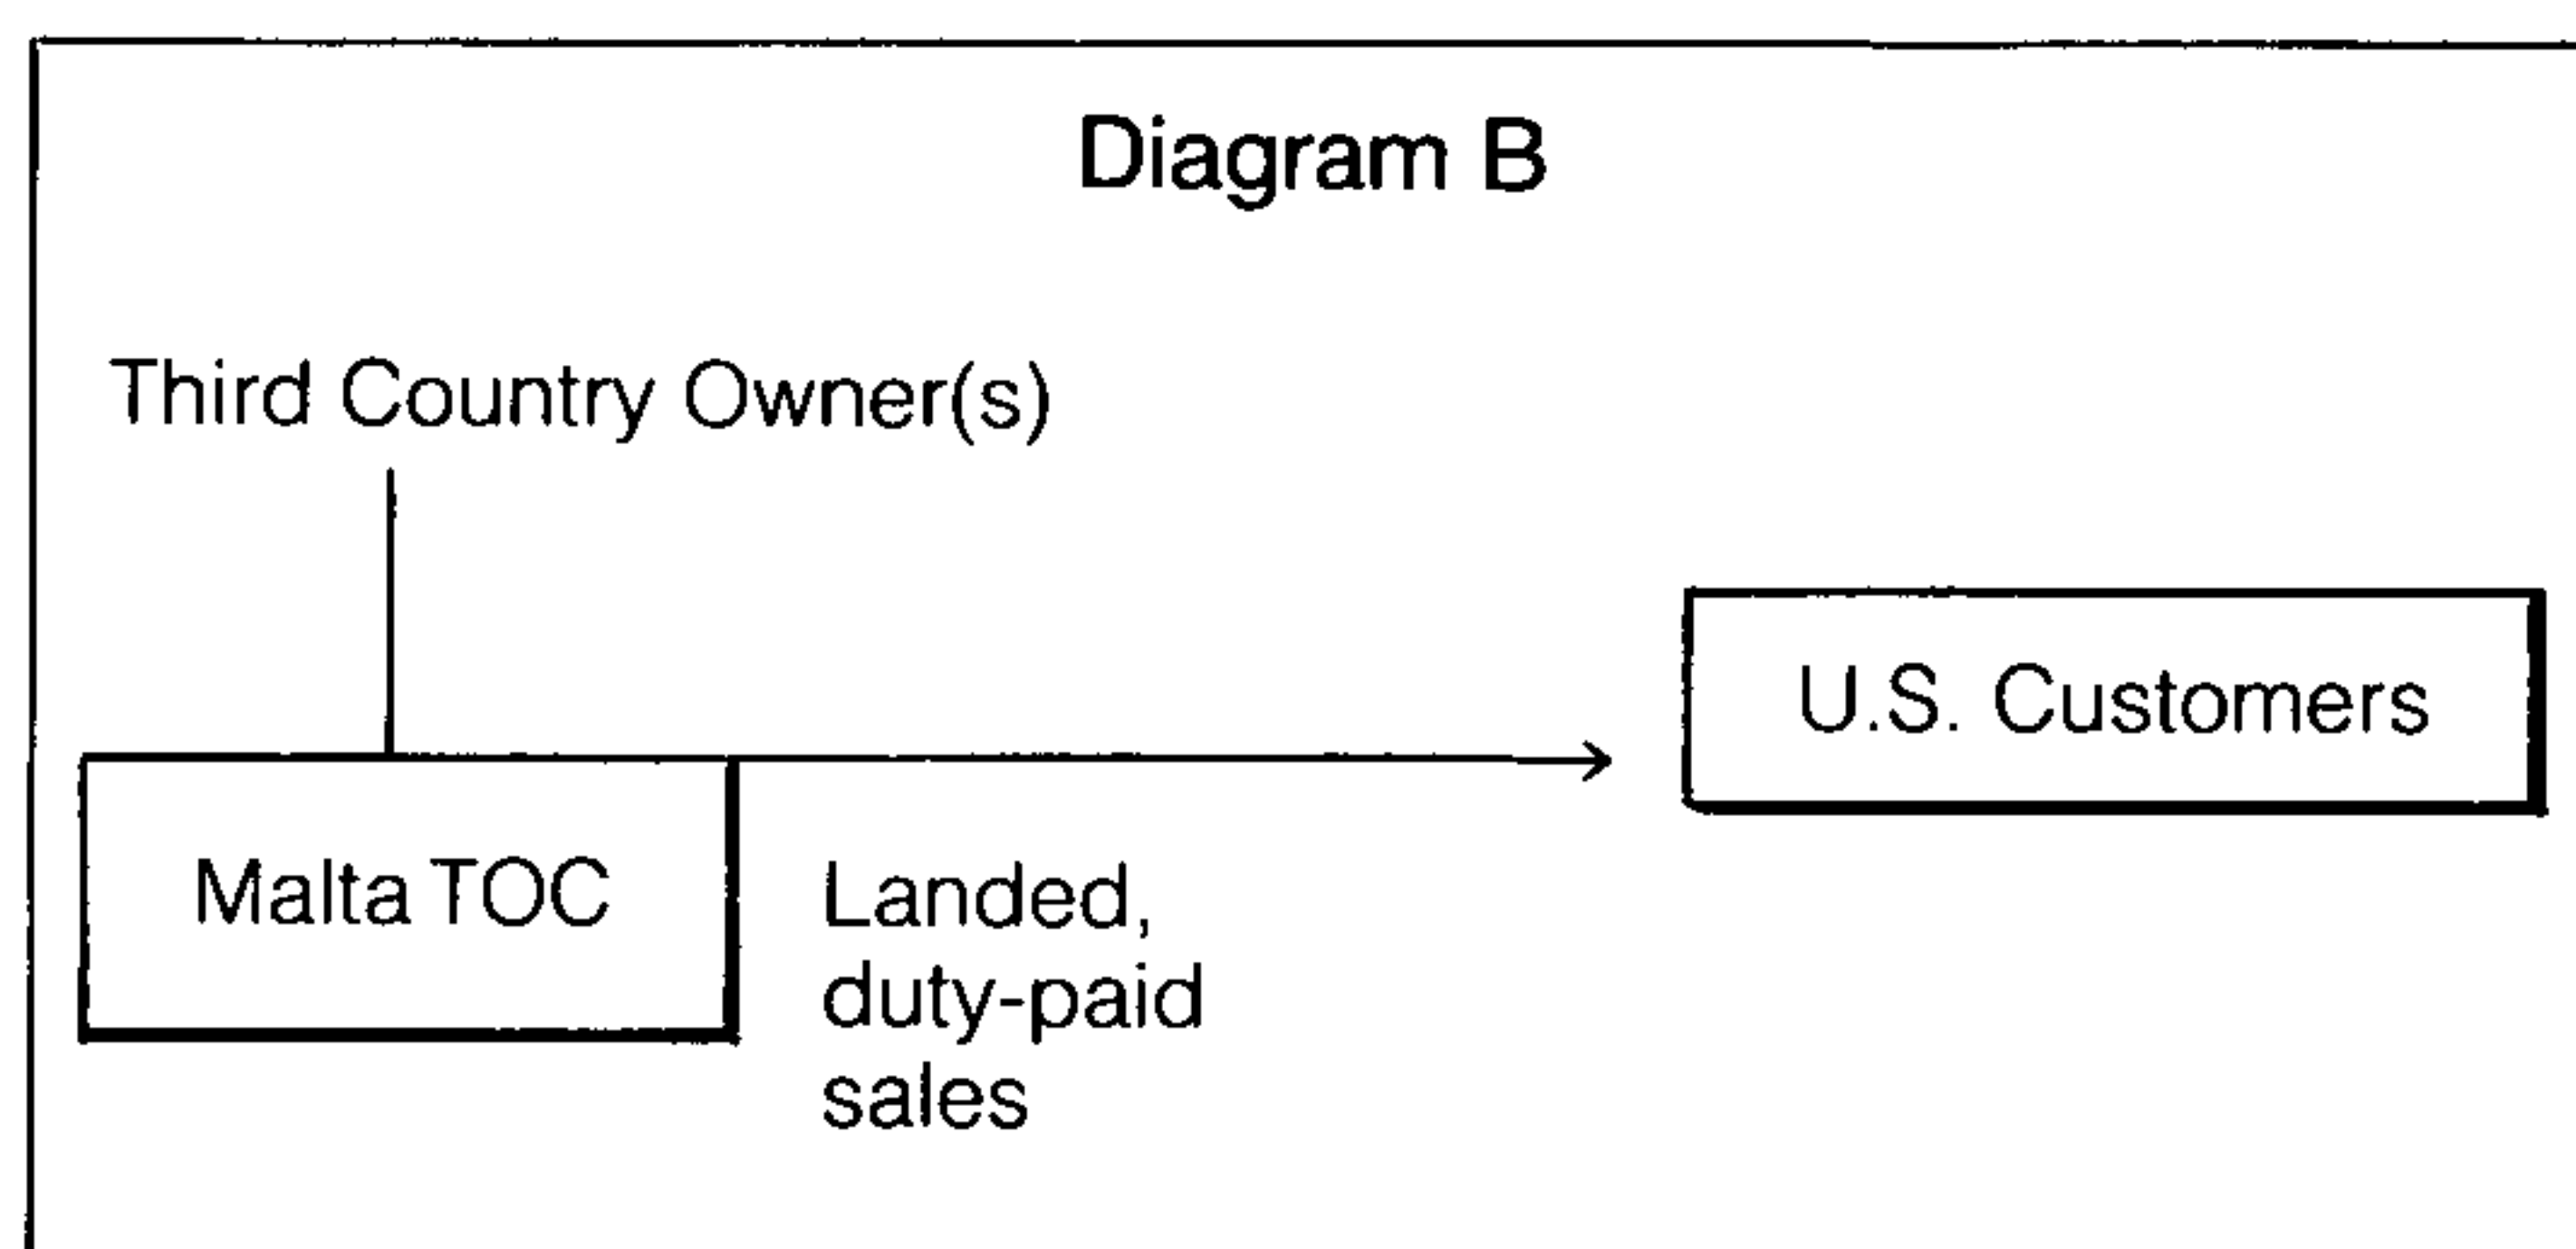 Diagram B
Third Country Owner(s)
U.S. Customers
Malta TOC
Landed,
duty-paid
sales